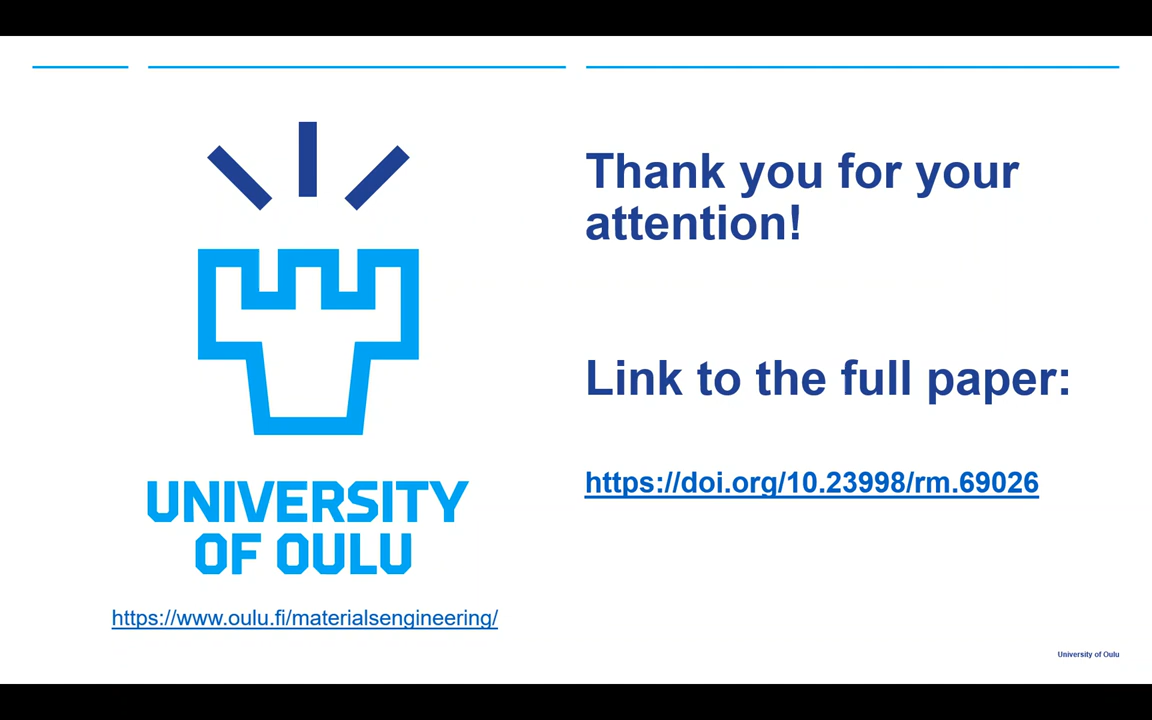 Thank you for your
attention!
Link to the full paper:
https://doi.org/10.23998/rm.69026
UNIVERSITY
OF OULU
https://www.oulu.fi/materialsengineering/
University of Oulu